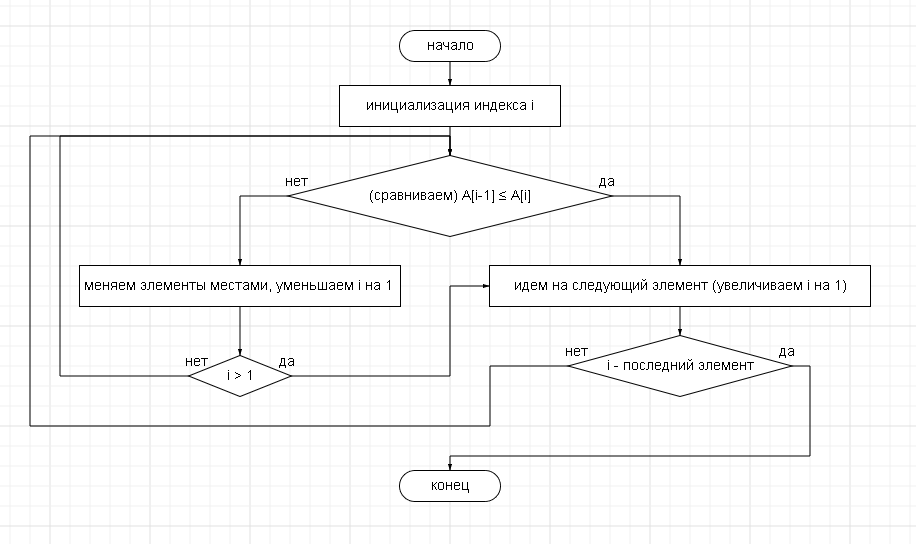 начало
инициализация индекса i
(сравниваем) A[i-1] ≤ A[i]
нет
да
меняем элементы местами, уменьшаем i на 1
идем на следующий элемент (увеличиваем i на 1)
i > 1
нет
да
i - последний элемент
нет
да
конец